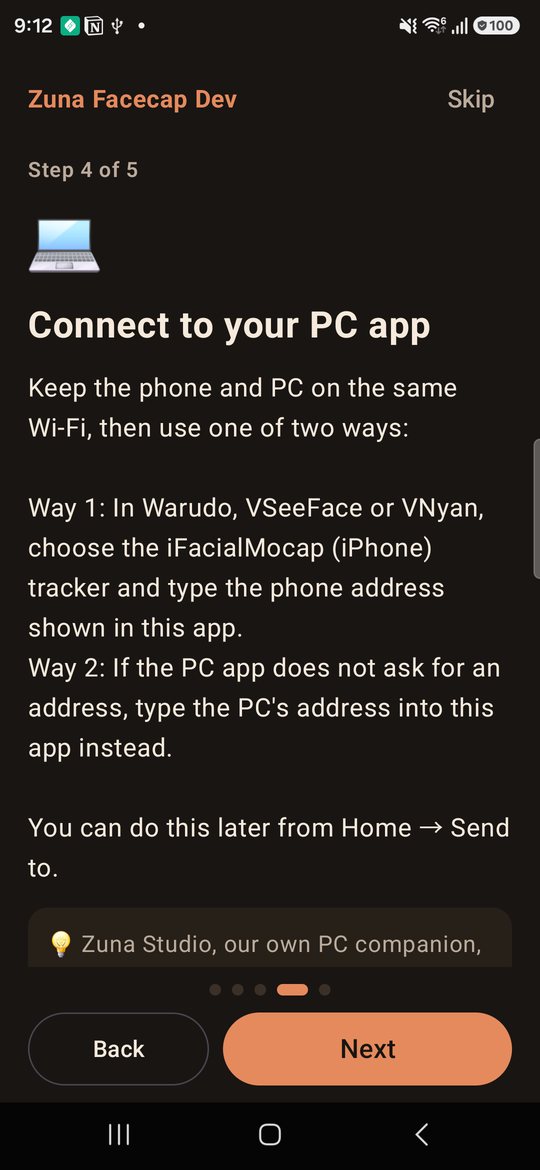 9:12
6
100
Zuna Facecap Dev
Skip
Step 4 of 5
Connect to your PC app
Keep the phone and PC on the same
Wi-Fi, then use one of two ways:
Way 1: In Warudo, VSeeFace or VNyan,
choose the iFacialMocap (iPhone)
tracker and type the phone address
shown in this app.
Way 2: If the PC app does not ask for an
address, type the PC's address into this
app instead.
You can do this later from Home → Send
to.
💡 Zuna Studio, our own PC companion,
Back
Next